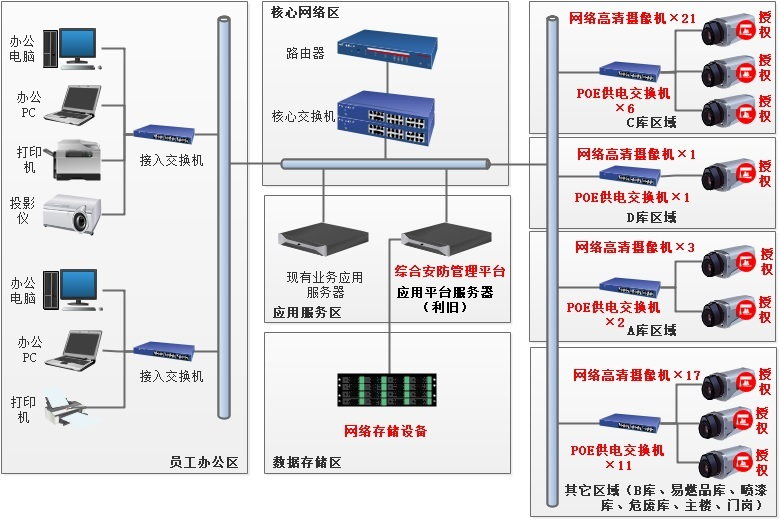 办公
电脑
办公
PC
打印
机
投影
仪
接入交换机
办公
电脑
办公
PC
打印
机
接入交换机
员工办公区
核心网络区
路由器
核心交换机
现有业务应用
服务器
综合安防管理平台
应用平台服务器
（利旧）
应用服务区
网络存储设备
数据存储区
网络高清摄像机×21
授
权
POE供电交换机
×6
C库区域
网络高清摄像机×1
授
权
POE供电交换机×1
D库区域
网络高清摄像机×3
授
权
POE供电交换机
×2
授
权
A库区域
网络高清摄像机×17
授
权
授
权
POE供电交换机
×11
授
权
其它区域（B库、易燃品库、喷漆
库、危废库、主楼、门岗）
授
权
授
权